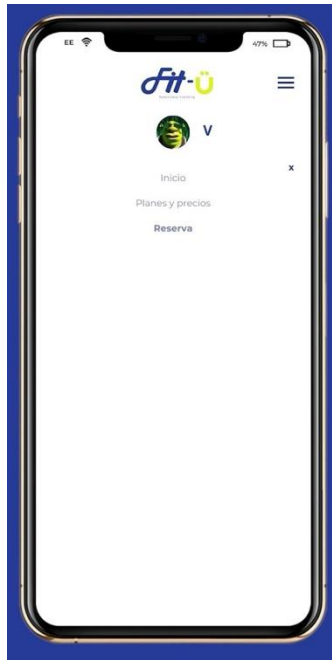 EE 47%
Fit-Ü
V
x
Inicio
Planes y precios
Reserva